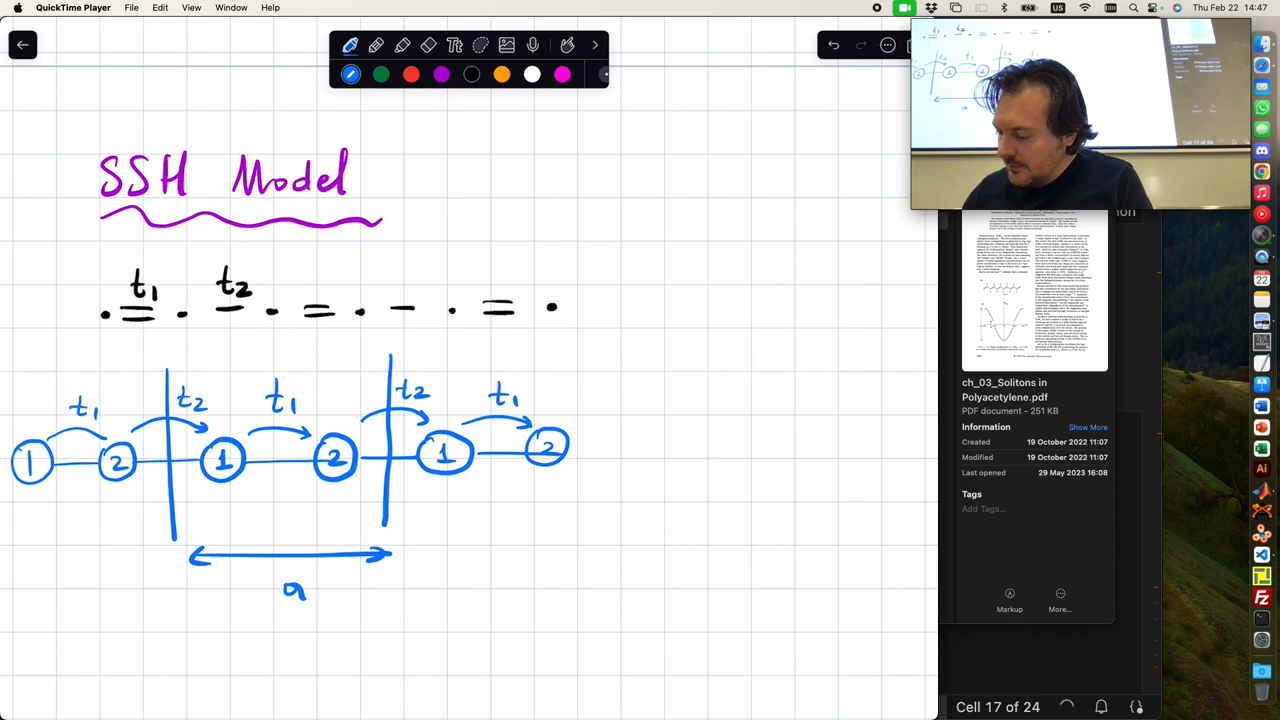 QuickTime Player File Edit View Window Help
US
Thu Feb 22 14:47
SSH Model
t1 t2
t1 t2 t1 t2 t1
1 2 1 2 1 2
a
ch_03_Solitons in
Polyacetylene.pdf
PDF document - 251 KB
Information Show More
Created 19 October 2022 11:07
Modified 19 October 2022 11:07
Last opened 29 May 2023 16:08
Tags
Add Tags...
Markup More...
Cell 17 of 24